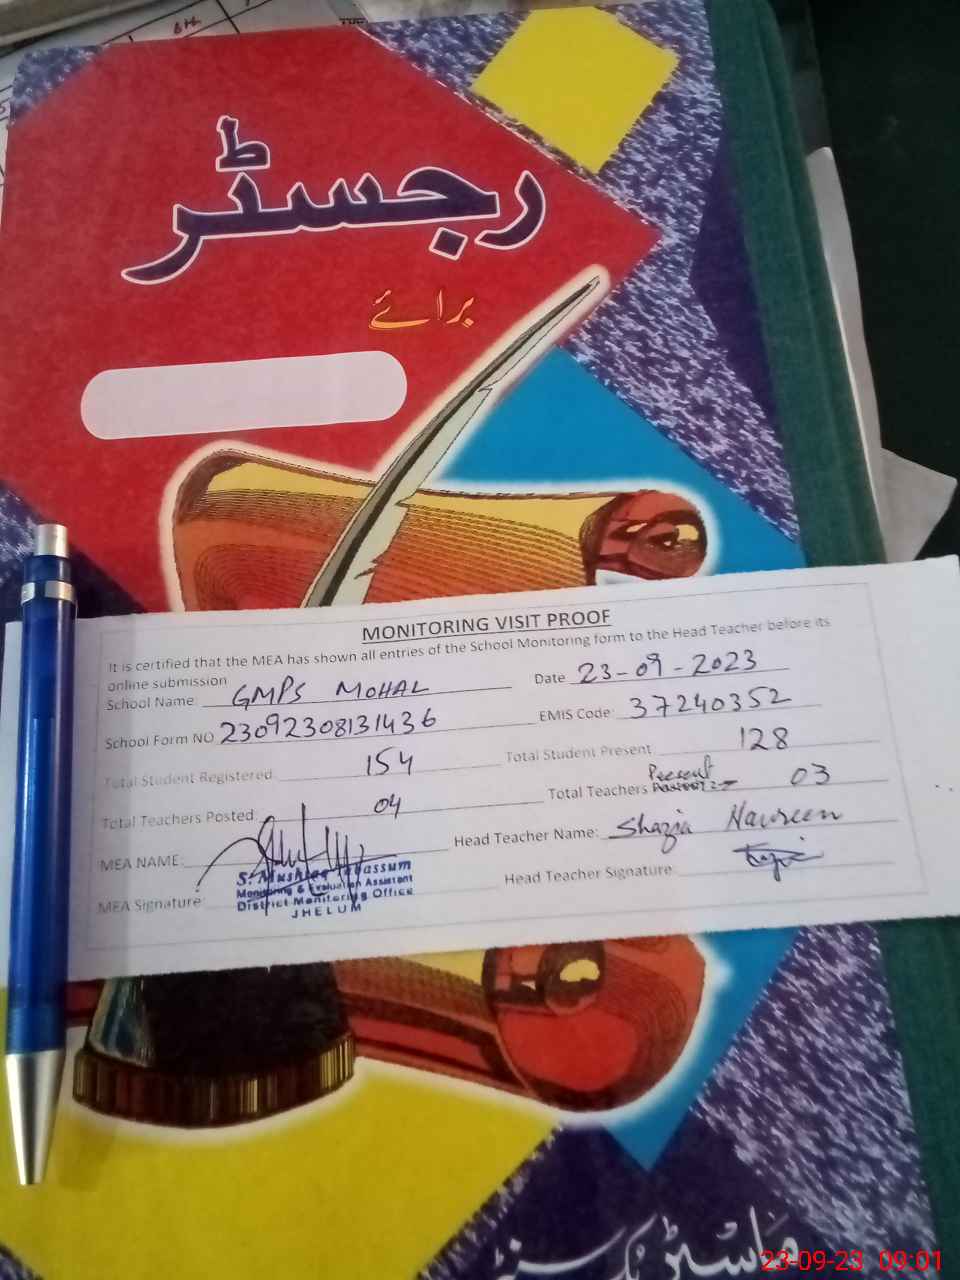 رجسٹر
برائے
MONITORING VISIT PROOF
It is certified that the MEA has shown all entries of the School Monitoring form to the Head Teacher before its
online submission
School Name: GMPS MOHAL Date 23-09-2023
School Form NO 23092308131436 EMIS Code: 37240352
Total Student Registered: 154 Total Student Present 128
Total Teachers Posted: 04 Total Teachers Present 03
MEA NAME: Head Teacher Name: Shazia Naureen
MEA Signature: Head Teacher Signature:
S. Mushtaq Tabassum
Monitoring & Evaluation Assistant
District Monitoring Office
JHELUM
ماسٹر
23-09-23 09:01